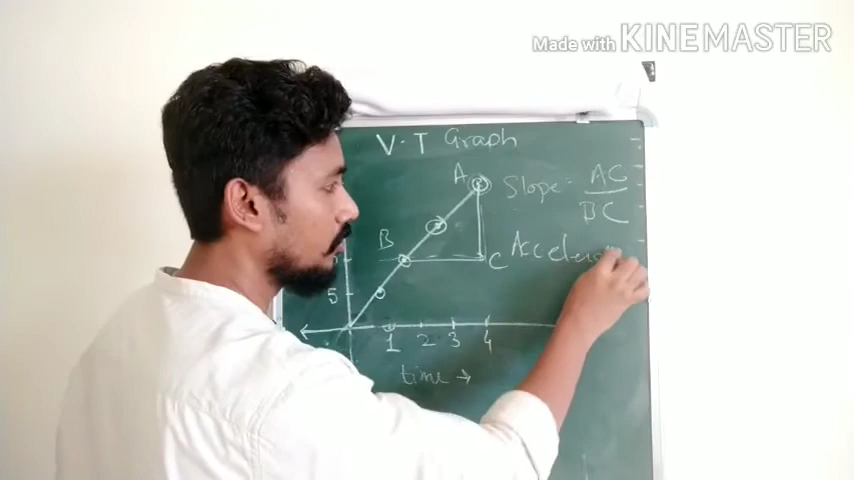 Made with KINEMASTER
V.T Graph
A
Slope = AC
BC
B
C
5
1 2 3 4
time →